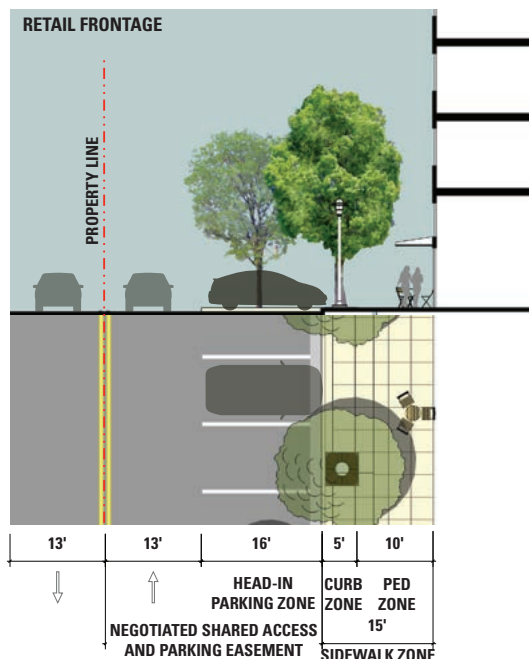 RETAIL FRONTAGE
PROPERTY LINE
13' 13' 16' 5' 10'
HEAD-IN
PARKING ZONE
CURB
ZONE
PED
ZONE
15'
NEGOTIATED SHARED ACCESS
AND PARKING EASEMENT
SIDEWALK ZONE